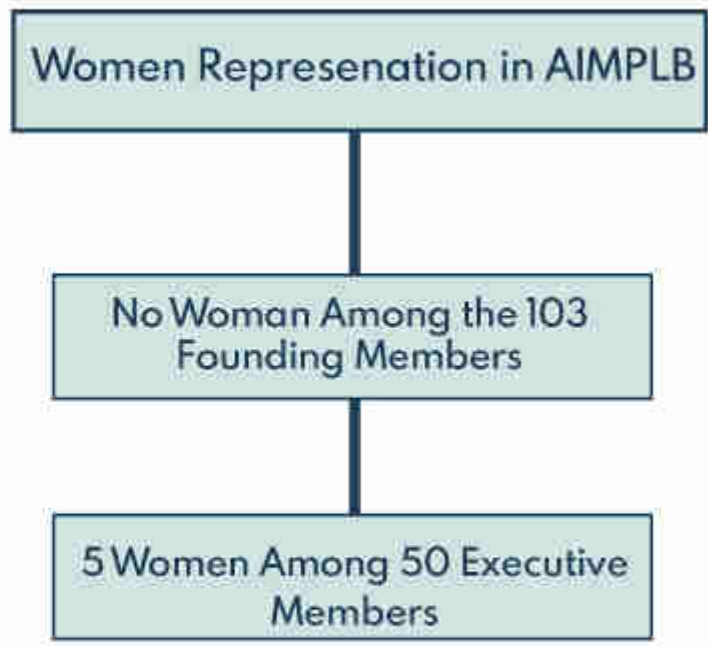 Women Represenation in AIMPLB
No Woman Among the 103
Founding Members
5 Women Among 50 Executive
Members